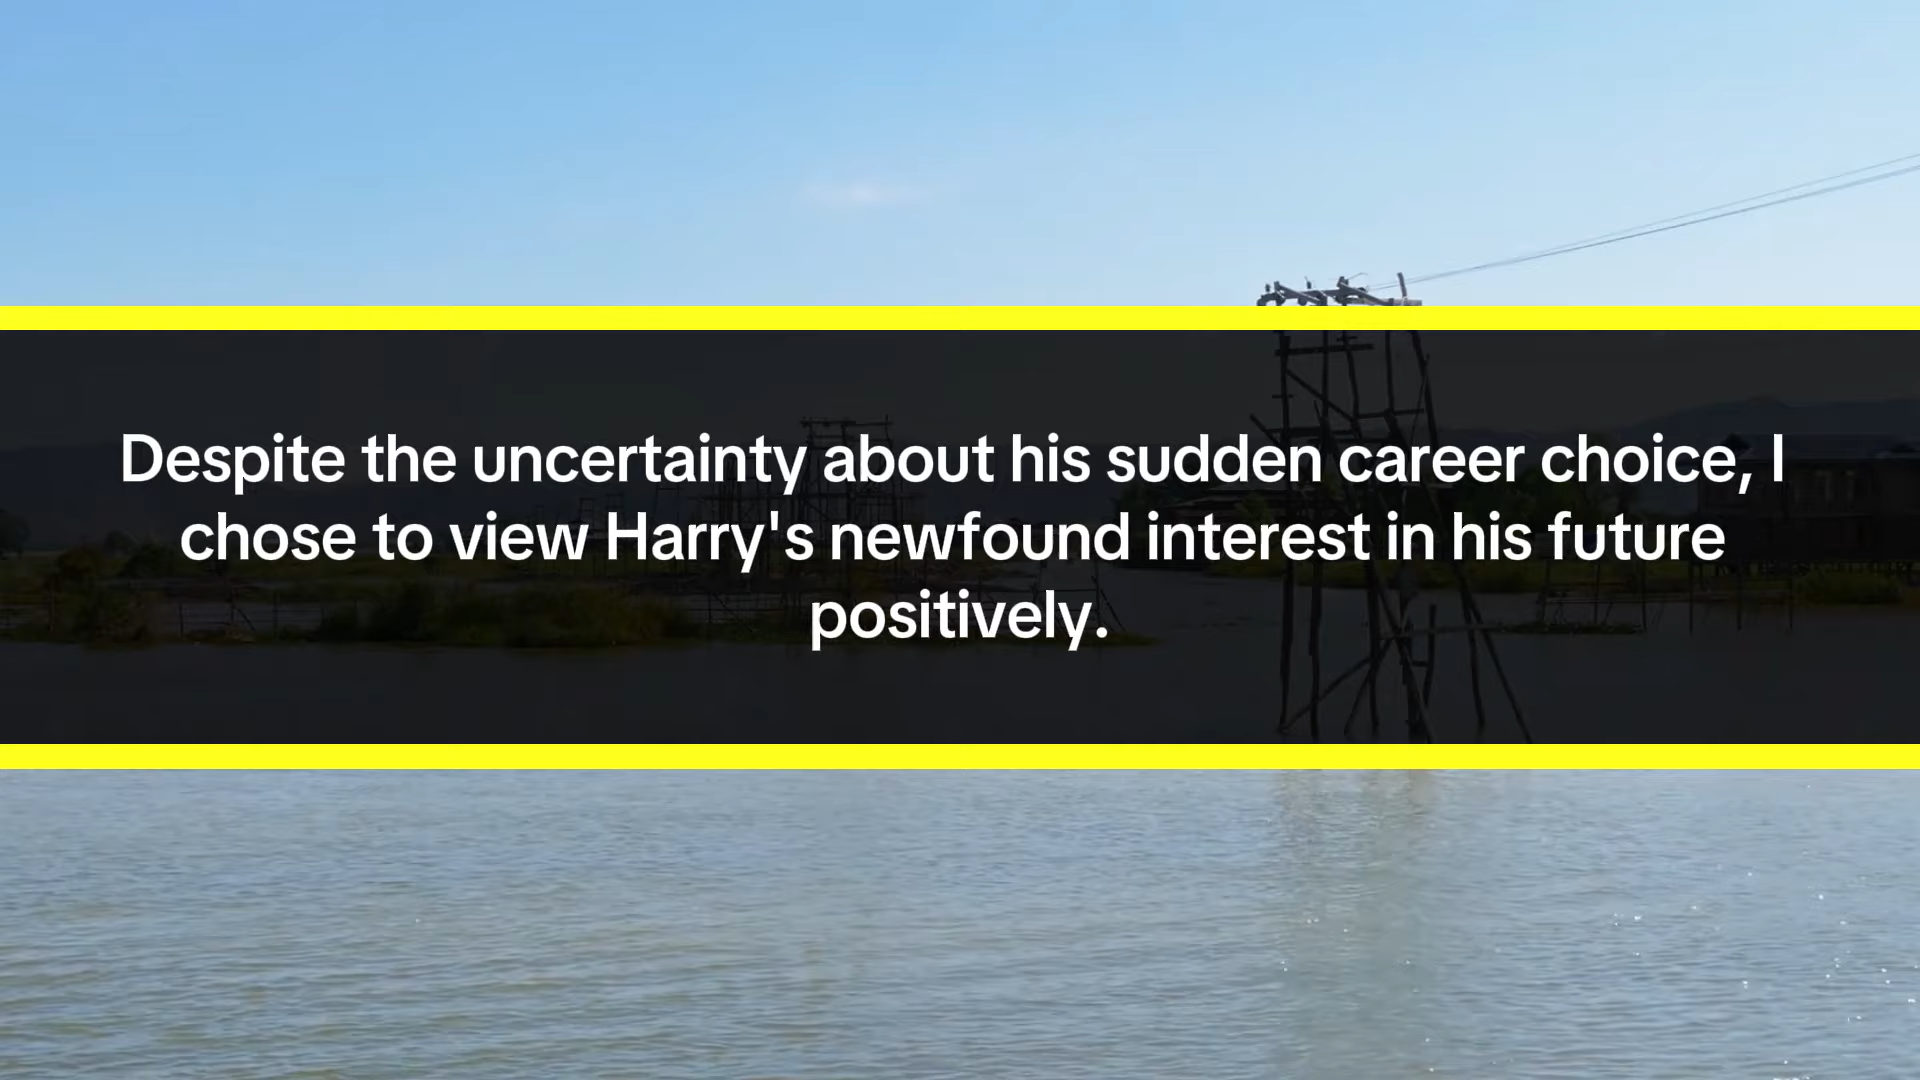 Despite the uncertainty about his sudden career choice, I
chose to view Harry's newfound interest in his future
positively.